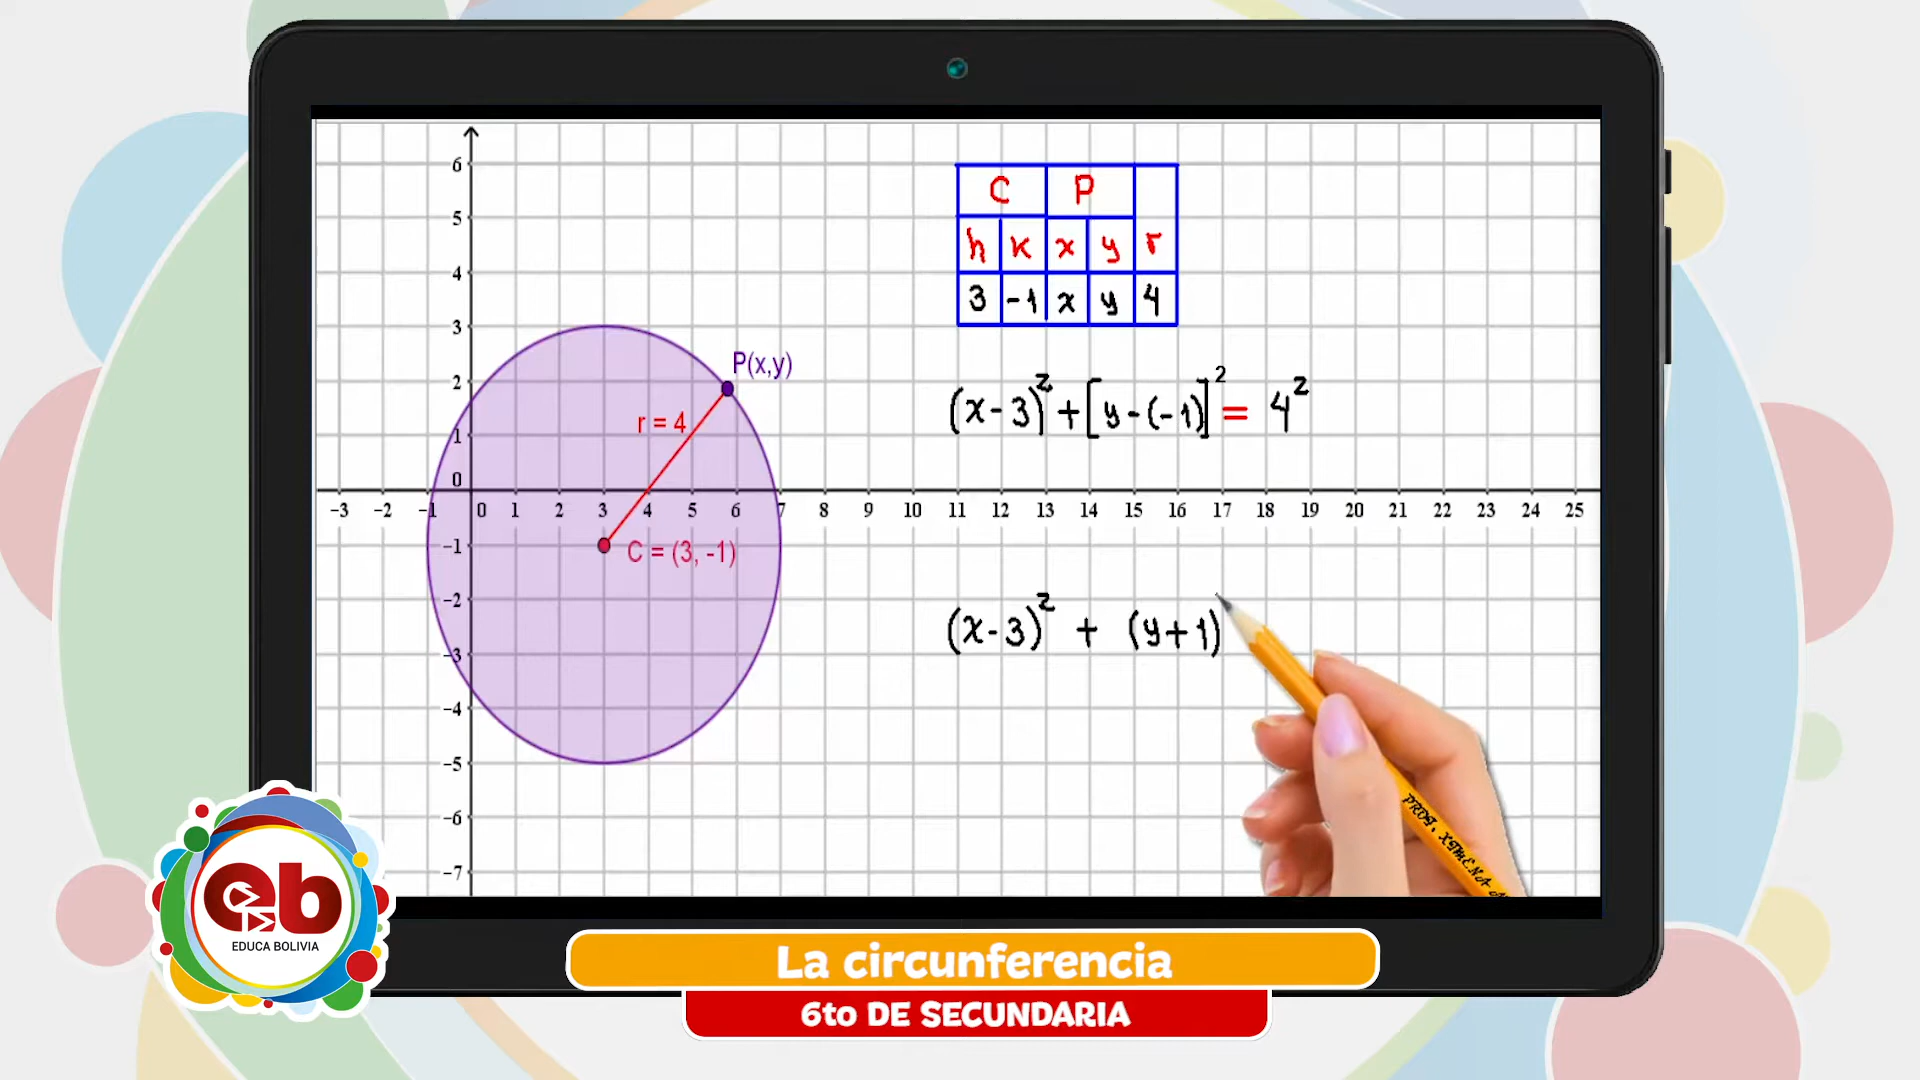 6
5
4
3
2
1
0
-3 -2 -1 0 1 2 3 4 5 6 7 8 9 10 11 12 13 14 15 16 17 18 19 20 21 22 23 24 25
-1
-2
-3
-4
-5
-6
-7
P(x,y)
r = 4
C = (3, -1)
C P
h k x y r
3 -1 x y 4
(x-3)² + [y-(-1)]² = 4²
(x-3)² + (y+1)
PROF. XIMENA
eb
EDUCA BOLIVIA
La circunferencia
6to DE SECUNDARIA